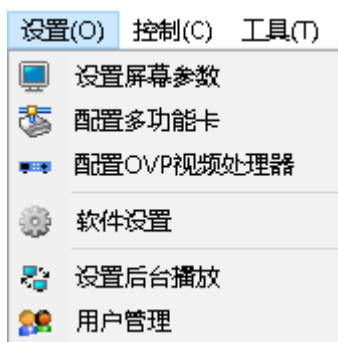 设置(O) 控制(C) 工具(T)
设置屏幕参数
配置多功能卡
配置OVP视频处理器
软件设置
设置后台播放
用户管理